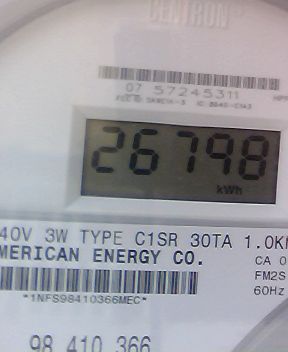 CENTRON®
07 57245311
26798
kWh
40V 3W TYPE C1SR 30TA 1.0K
MERICAN ENERGY CO. CA 0
FM2S
*1NFS98410366MEC* 60Hz
98 410 366